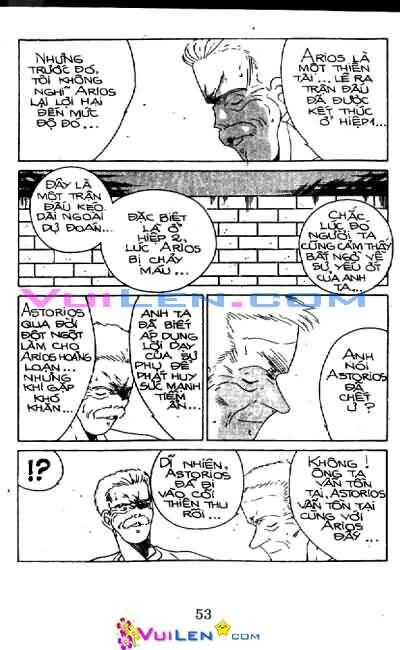 ARIOS LÀ
MỘT THIÊN
TÀI... LẼ RA
TRẬN ĐẤU
ĐÃ ĐƯỢC
KẾT THÚC
Ở HIỆP 1...
NHƯNG
TRƯỚC ĐÓ,
TÔI KHÔNG
NGHĨ ARIOS
LẠI LỢI HẠI
ĐẾN MỨC
ĐỘ ĐÓ...
CHẮC
LÚC ĐÓ
NGƯỜI TA
CŨNG CẢM THẤY
BẤT NGỜ VỀ
SỰ YẾU ỚT
CỦA ANH
TA...
ĐẶC BIỆT
LÀ Ở
HIỆP 2,
LÚC ARIOS
BỊ CHẢY
MÁU...
ĐÂY LÀ
MỘT TRẬN
ĐẤU KÉO
DÀI NGOÀI
DỰ ĐOÁN...
VuiLen.com
ANH
NÓI
ASTORIOS
ĐÃ
CHẾT
Ư?
ANH TA
ĐÃ BIẾT
ÁP DỤNG
LỜI DẠY
CỦA SƯ
PHỤ ĐỂ
PHÁT HUY
SỨC MẠNH
TIỀM
ẨN...
ASTORIOS
QUA ĐỜI
ĐỘT NGỘT
LÀM CHO
ARIOS HOẢNG
LOẠN...
NHƯNG
KHI GẶP
KHÓ
KHĂN...
KHÔNG!
ÔNG TA
VẪN TỒN
TẠI, ASTORIOS
VẪN TỒN TẠI
CÙNG VỚI
ARIOS
ĐẤY...
DĨ NHIÊN,
ASTORIOS
ĐÃ ĐI
VÀO CÕI
THIÊN THU
RỒI...
!?
53
VuiLen.com